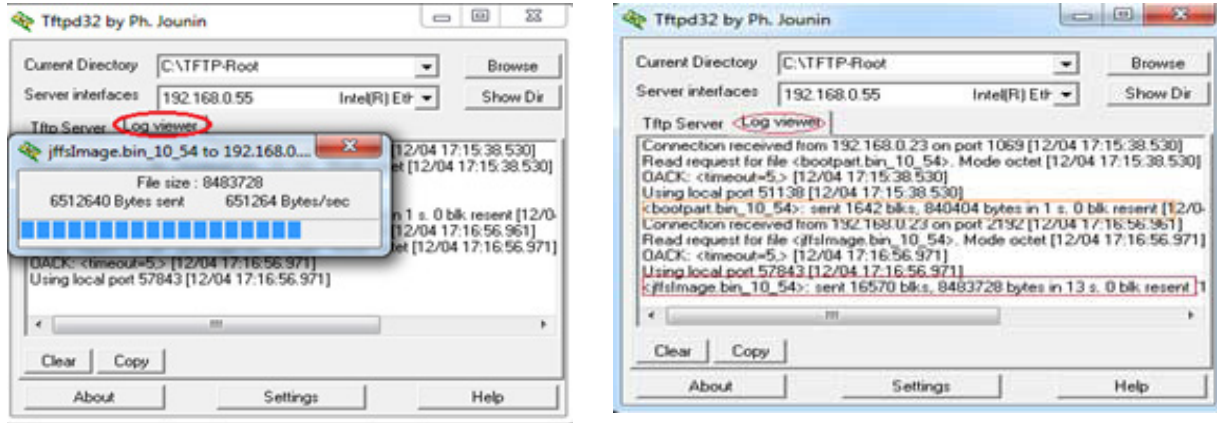 Tftpd32 by Ph. Jounin
Current Directory C:\TFTP-Root Browse
Server interfaces 192.168.0.55 Intel(R) Eth Show Dir
Tftp Server Log viewer
jffsImage.bin_10_54 to 192.168.0....
File size : 8483728
6512640 Bytes sent 651264 Bytes/sec
[12/04 17:15:38.530]
et [12/04 17:15:38.530]
n 1 s. 0 blk resent [12/0
[12/04 17:16:56.961]
tet [12/04 17:16:56.971]
OACK: <timeout=5,> [12/04 17:16:56.971]
Using local port 57843 [12/04 17:16:56.971]
Clear Copy
About Settings Help
Tftpd32 by Ph. Jounin
Current Directory C:\TFTP-Root Browse
Server interfaces 192.168.0.55 Intel(R) Eth Show Dir
Tftp Server Log viewer
Connection received from 192.168.0.23 on port 1069 [12/04 17:15:38.530]
Read request for file <bootpart.bin_10_54>. Mode octet [12/04 17:15:38.530]
OACK: <timeout=5,> [12/04 17:15:38.530]
Using local port 51138 [12/04 17:15:38.530]
<bootpart.bin_10_54>: sent 1642 blks, 840404 bytes in 1 s. 0 blk resent [12/0
Connection received from 192.168.0.23 on port 2192 [12/04 17:16:56.961]
Read request for file <jffsImage.bin_10_54>. Mode octet [12/04 17:16:56.971]
OACK: <timeout=5,> [12/04 17:16:56.971]
Using local port 57843 [12/04 17:16:56.971]
<jffsImage.bin_10_54>: sent 16570 blks, 8483728 bytes in 13 s. 0 blk resent [1
Clear Copy
About Settings Help